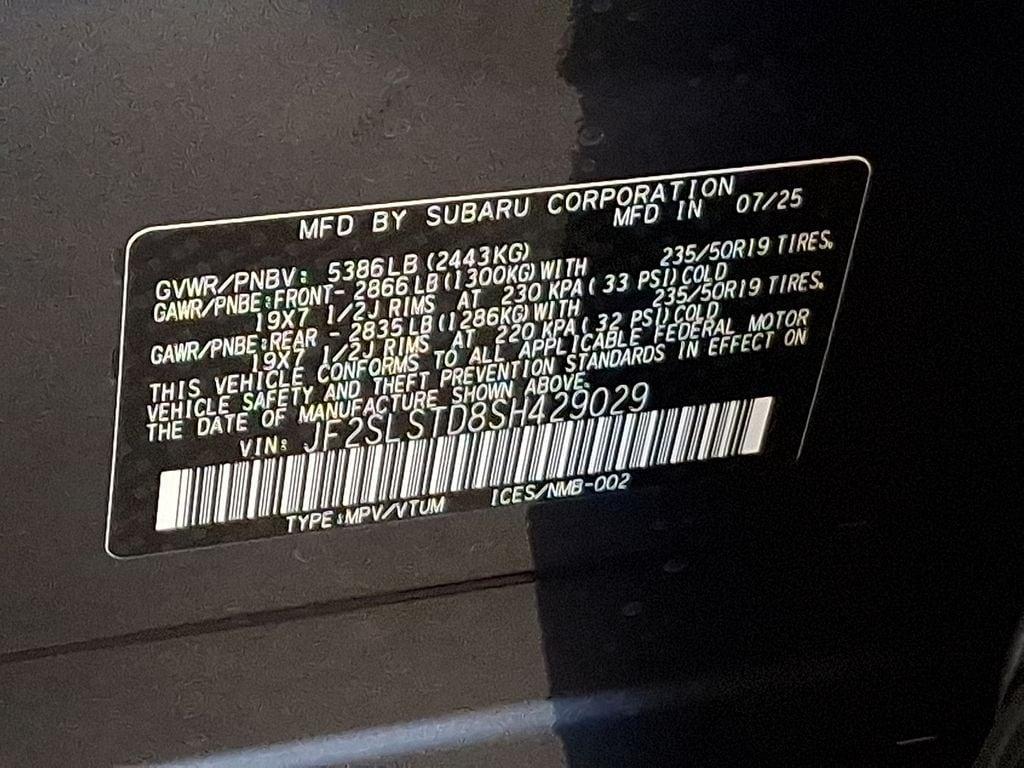 MFD BY SUBARU CORPORATION
MFD IN 07/25
GVWR/PNBV: 5386LB (2443KG)
GAWR/PNBE:FRONT- 2866LB (1300KG)WITH 235/50R19 TIRES.
19X7 1/2J RIMS AT 230 KPA( 33 PSI)COLD
GAWR/PNBE:REAR - 2835LB (1286KG)WITH 235/50R19 TIRES.
19X7 1/2J RIMS AT 220 KPA( 32 PSI)COLD
THIS VEHICLE CONFORMS TO ALL APPLICABLE FEDERAL MOTOR
VEHICLE SAFETY AND THEFT PREVENTION STANDARDS IN EFFECT ON
THE DATE OF MANUFACTURE SHOWN ABOVE.
VIN: JF2SLSTD8SH429029
TYPE:MPV/VTUM ICES/NMB-002